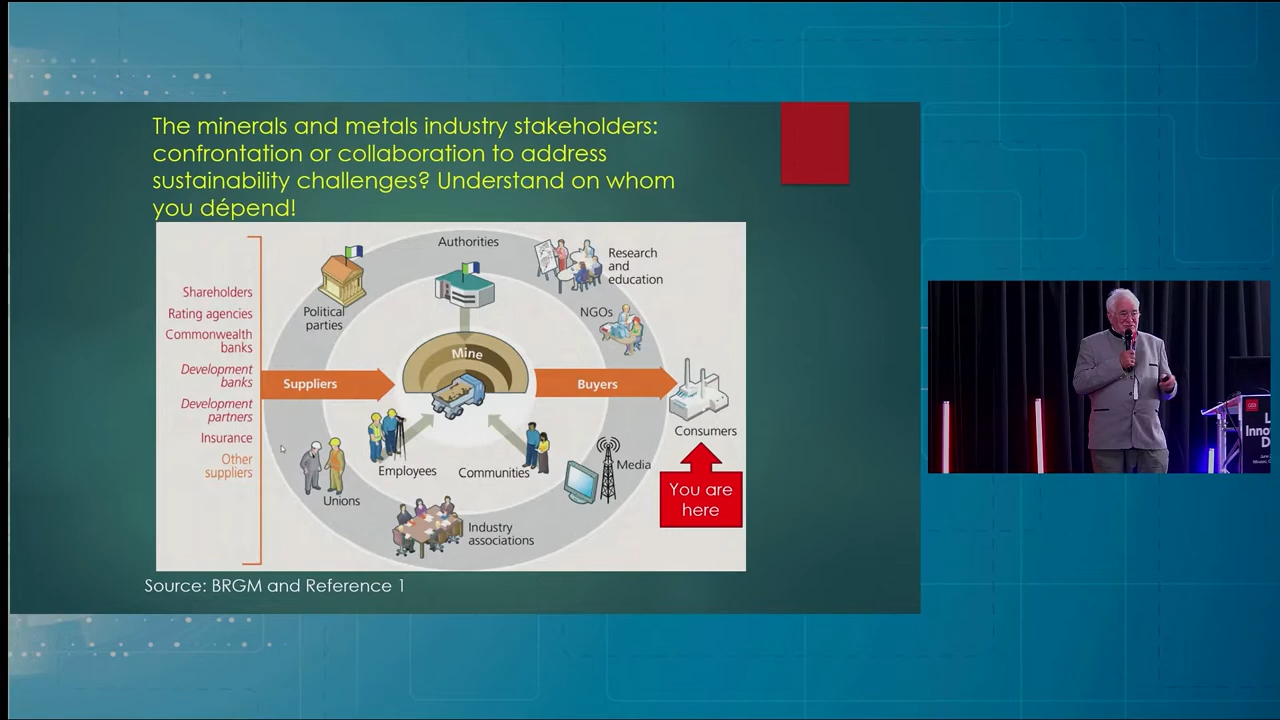 The minerals and metals industry stakeholders:
confrontation or collaboration to address
sustainability challenges? Understand on whom
you dépend!
Shareholders
Rating agencies
Commonwealth
banks
Development
banks
Development
partners
Insurance
Other
suppliers
Suppliers
Political
parties
Authorities
Research
and
education
NGOs
Mine
Buyers
Consumers
Employees
Communities
Media
Unions
Industry
associations
You are
here
Source: BRGM and Reference 1